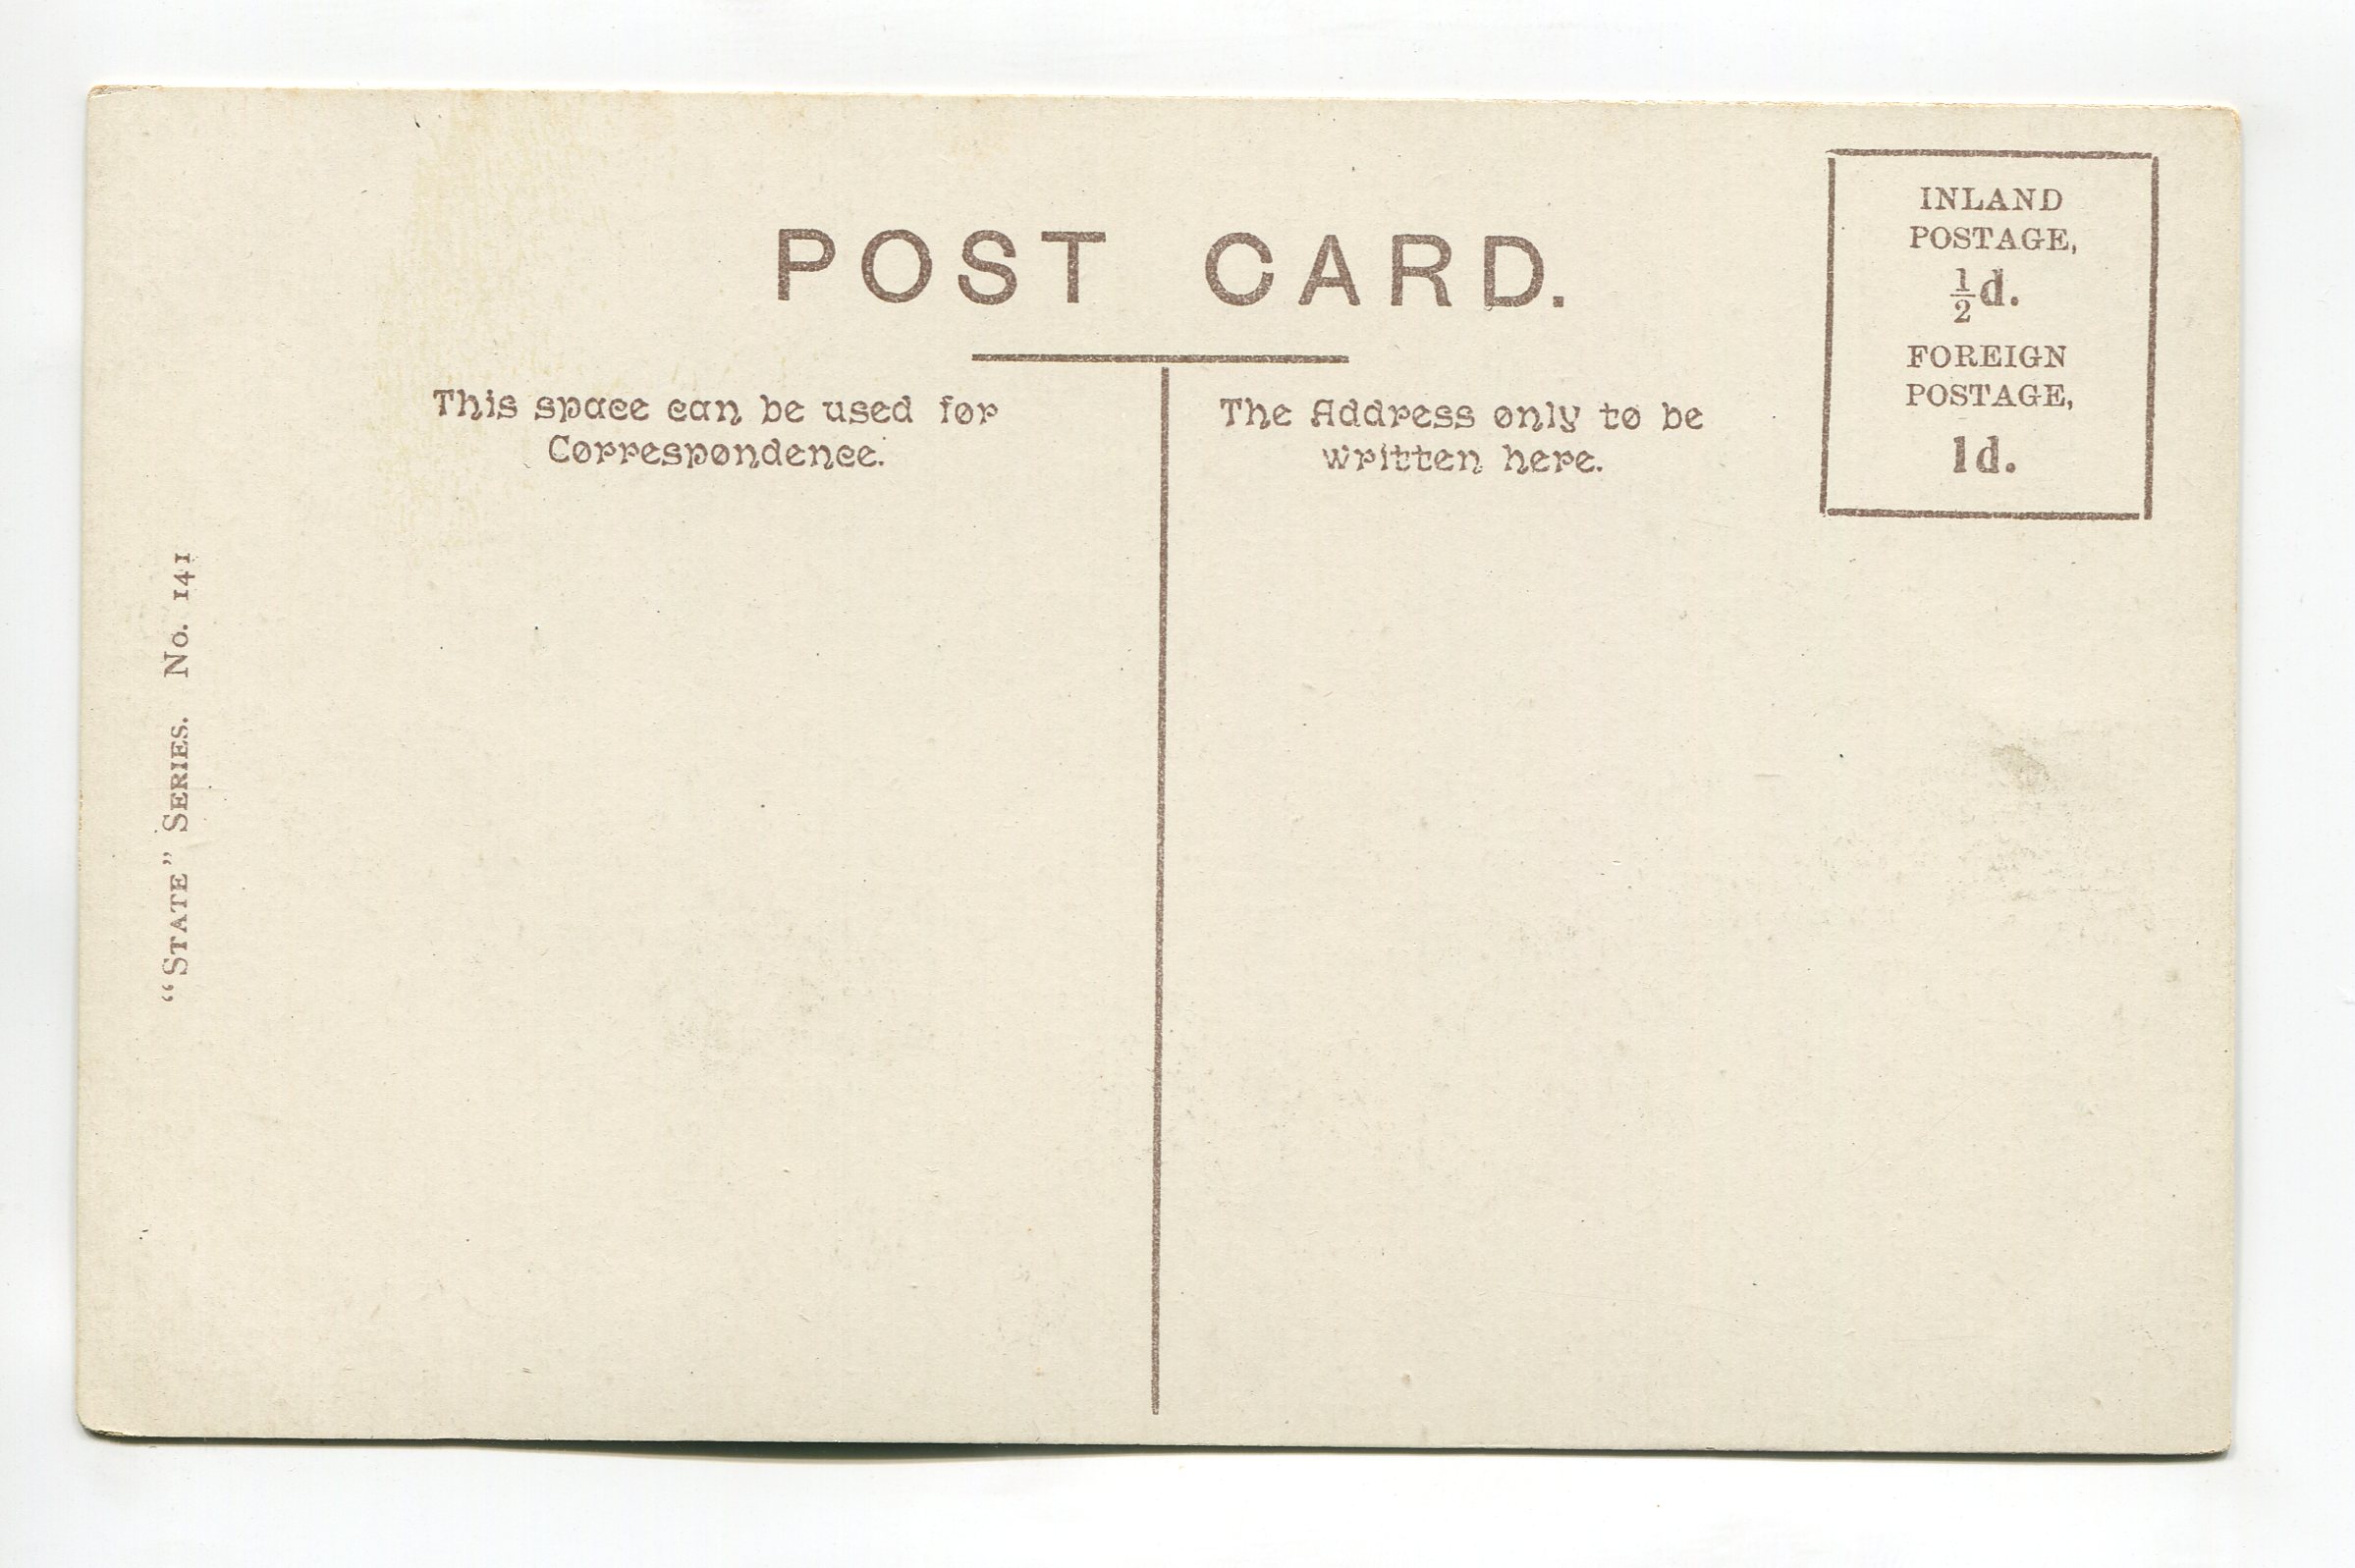 POST CARD.
This space can be used for
Correspondence.
The Address only to be
written here.
INLAND
POSTAGE,
½d.
FOREIGN
POSTAGE,
1d.
“STATE” SERIES. No. 141